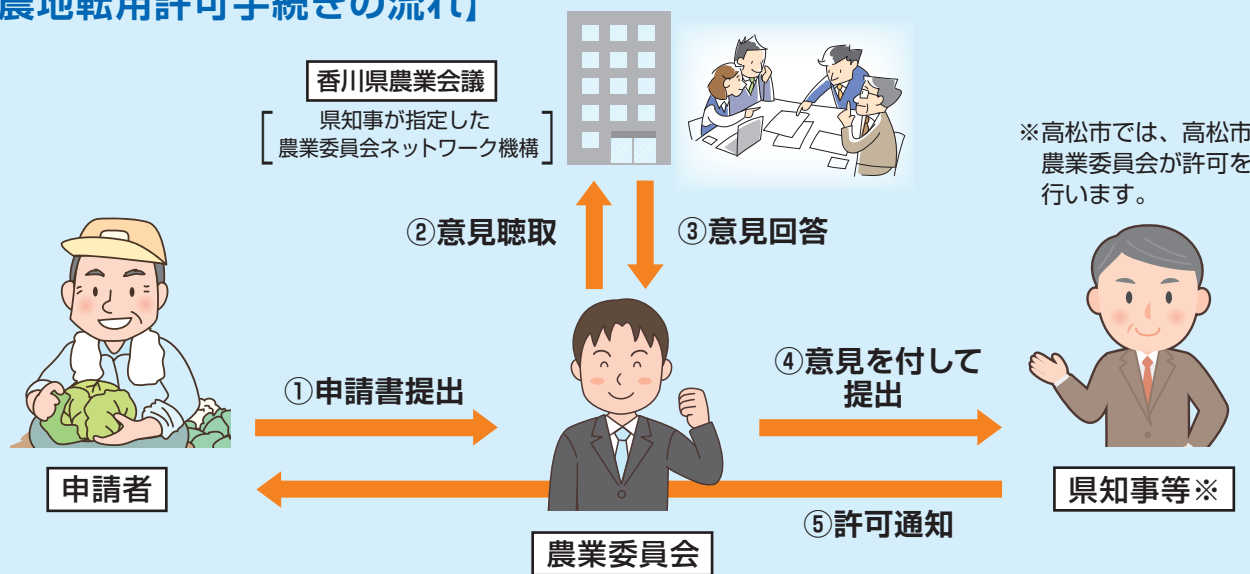 農地転用許可手続きの流れ】
香川県農業会議
県知事が指定した
農業委員会ネットワーク機構
※高松市では、高松市
農業委員会が許可を
行います。
②意見聴取
③意見回答
①申請書提出
④意見を付して
提出
申請者
県知事等※
⑤許可通知
農業委員会